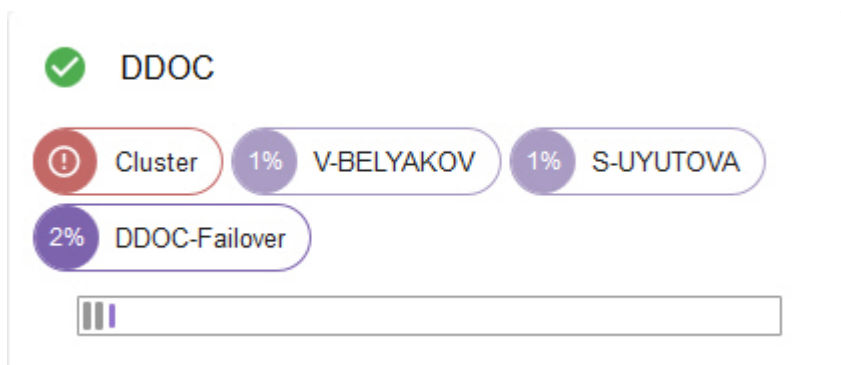 DDOC
Cluster 1% V-BELYAKOV 1% S-UYUTOVA
2% DDOC-Failover